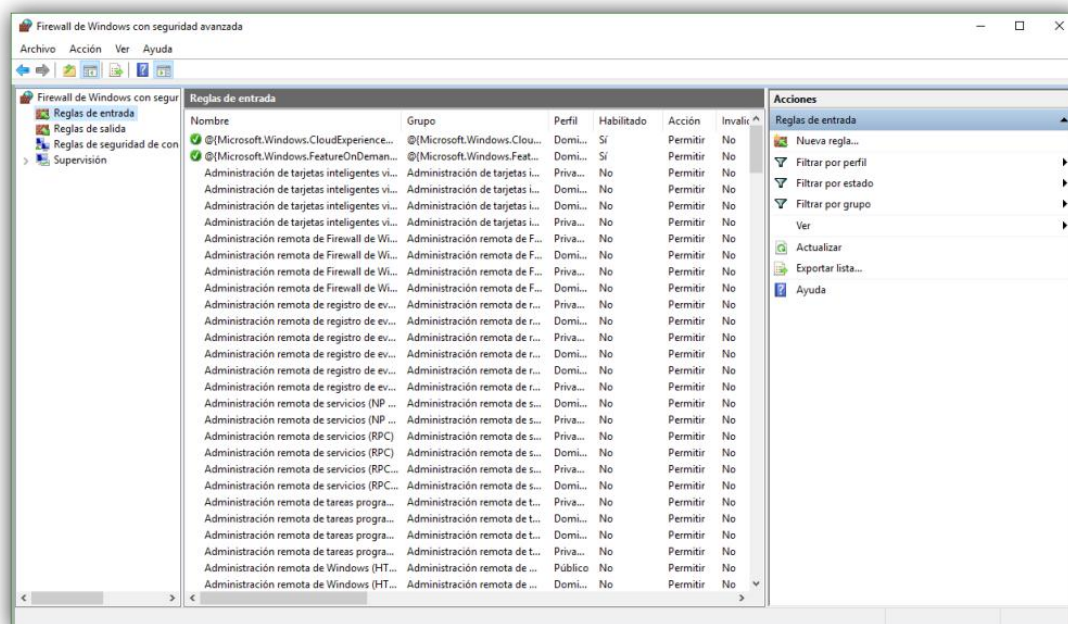 Firewall de Windows con seguridad avanzada
Archivo Acción Ver Ayuda
Firewall de Windows con segur
Reglas de entrada
Reglas de salida
Reglas de seguridad de con
Supervisión
Reglas de entrada
Nombre Grupo Perfil Habilitado Acción Invalic
@{Microsoft.Windows.CloudExperience... @{Microsoft.Windows.Clou... Domi... Sí Permitir No
@{Microsoft.Windows.FeatureOnDeman... @{Microsoft.Windows.Feat... Domi... Sí Permitir No
Administración de tarjetas inteligentes vi... Administración de tarjetas i... Priva... No Permitir No
Administración de tarjetas inteligentes vi... Administración de tarjetas i... Domi... No Permitir No
Administración de tarjetas inteligentes vi... Administración de tarjetas i... Domi... No Permitir No
Administración de tarjetas inteligentes vi... Administración de tarjetas i... Priva... No Permitir No
Administración remota de Firewall de Wi... Administración remota de F... Priva... No Permitir No
Administración remota de Firewall de Wi... Administración remota de F... Domi... No Permitir No
Administración remota de Firewall de Wi... Administración remota de F... Priva... No Permitir No
Administración remota de Firewall de Wi... Administración remota de F... Domi... No Permitir No
Administración remota de registro de ev... Administración remota de r... Priva... No Permitir No
Administración remota de registro de ev... Administración remota de r... Domi... No Permitir No
Administración remota de registro de ev... Administración remota de r... Priva... No Permitir No
Administración remota de registro de ev... Administración remota de r... Domi... No Permitir No
Administración remota de registro de ev... Administración remota de r... Domi... No Permitir No
Administración remota de registro de ev... Administración remota de r... Priva... No Permitir No
Administración remota de servicios (NP ... Administración remota de s... Domi... No Permitir No
Administración remota de servicios (NP ... Administración remota de s... Priva... No Permitir No
Administración remota de servicios (RPC) Administración remota de s... Priva... No Permitir No
Administración remota de servicios (RPC) Administración remota de s... Domi... No Permitir No
Administración remota de servicios (RPC... Administración remota de s... Priva... No Permitir No
Administración remota de servicios (RPC... Administración remota de s... Domi... No Permitir No
Administración remota de tareas progra... Administración remota de t... Priva... No Permitir No
Administración remota de tareas progra... Administración remota de t... Domi... No Permitir No
Administración remota de tareas progra... Administración remota de t... Domi... No Permitir No
Administración remota de tareas progra... Administración remota de t... Priva... No Permitir No
Administración remota de Windows (HT... Administración remota de ... Público No Permitir No
Administración remota de Windows (HT... Administración remota de ... Domi... No Permitir No
Acciones
Reglas de entrada
Nueva regla...
Filtrar por perfil
Filtrar por estado
Filtrar por grupo
Ver
Actualizar
Exportar lista...
Ayuda